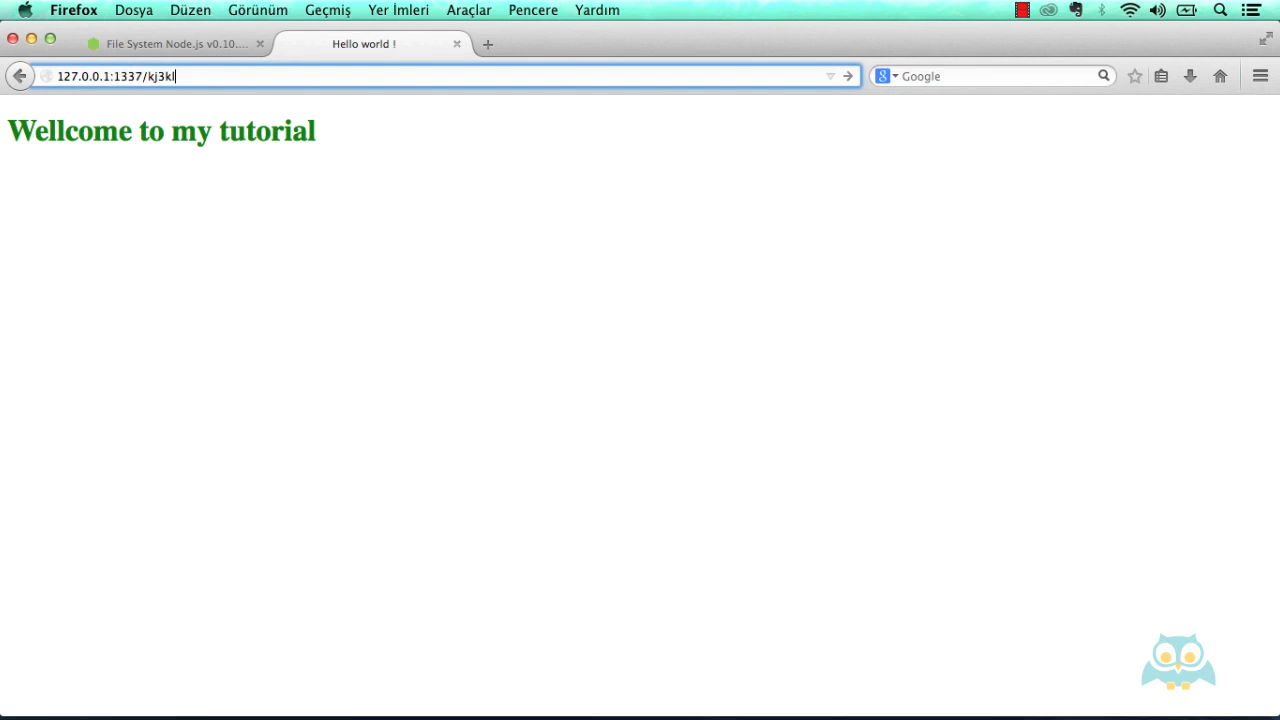 Firefox Dosya Düzen Görünüm Geçmiş Yer İmleri Araçlar Pencere Yardım
File System Node.js v0.10.... Hello world !
127.0.0.1:1337/kj3kl Google
Wellcome to my tutorial